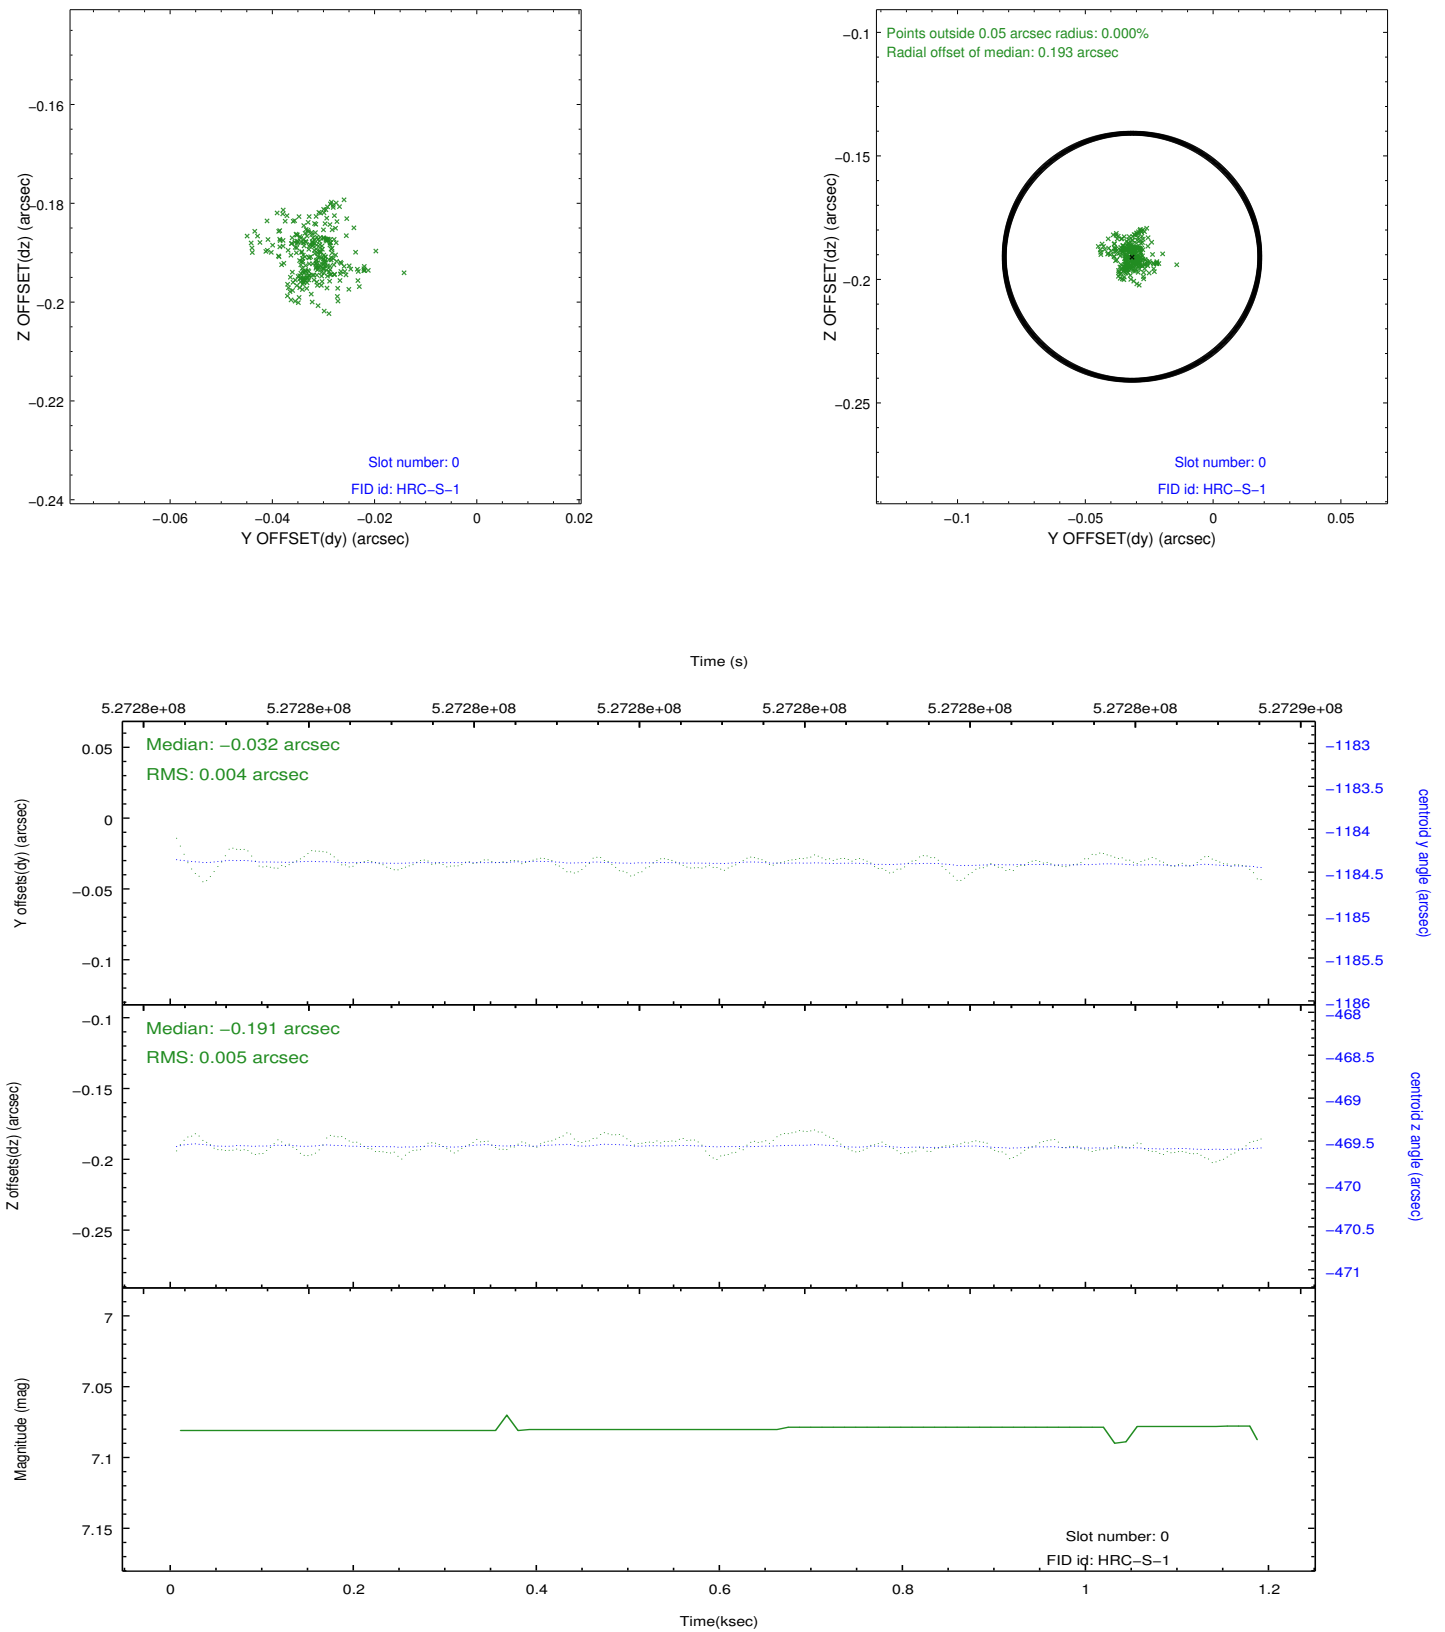 −0.16
−0.18
−0.2
−0.22
−0.24
Z OFFSET(dz) (arcsec)
Slot number: 0
FID id: HRC−S−1
−0.06
−0.04
−0.02
0
0.02
Y OFFSET(dy) (arcsec)
Points outside 0.05 arcsec radius: 0.000%
Radial offset of median: 0.193 arcsec
−0.1
−0.15
−0.2
−0.25
Z OFFSET(dz) (arcsec)
Slot number: 0
FID id: HRC−S−1
−0.1
−0.05
0
0.05
Y OFFSET(dy) (arcsec)
Time (s)
5.2728e+08
5.2728e+08
5.2728e+08
5.2728e+08
5.2728e+08
5.2728e+08
5.2728e+08
5.2729e+08
Median: −0.032 arcsec
RMS: 0.004 arcsec
0.05
0
−0.05
−0.1
Y offsets(dy) (arcsec)
−1183
−1183.5
−1184
−1184.5
−1185
−1185.5
−1186
centroid y angle (arcsec)
Median: −0.191 arcsec
RMS: 0.005 arcsec
−0.1
−0.15
−0.2
−0.25
Z offsets(dz) (arcsec)
−468
−468.5
−469
−469.5
−470
−470.5
−471
centroid z angle (arcsec)
7
7.05
7.1
7.15
Magnitude (mag)
Slot number: 0
FID id: HRC−S−1
0
0.2
0.4
0.6
0.8
1
1.2
Time(ksec)